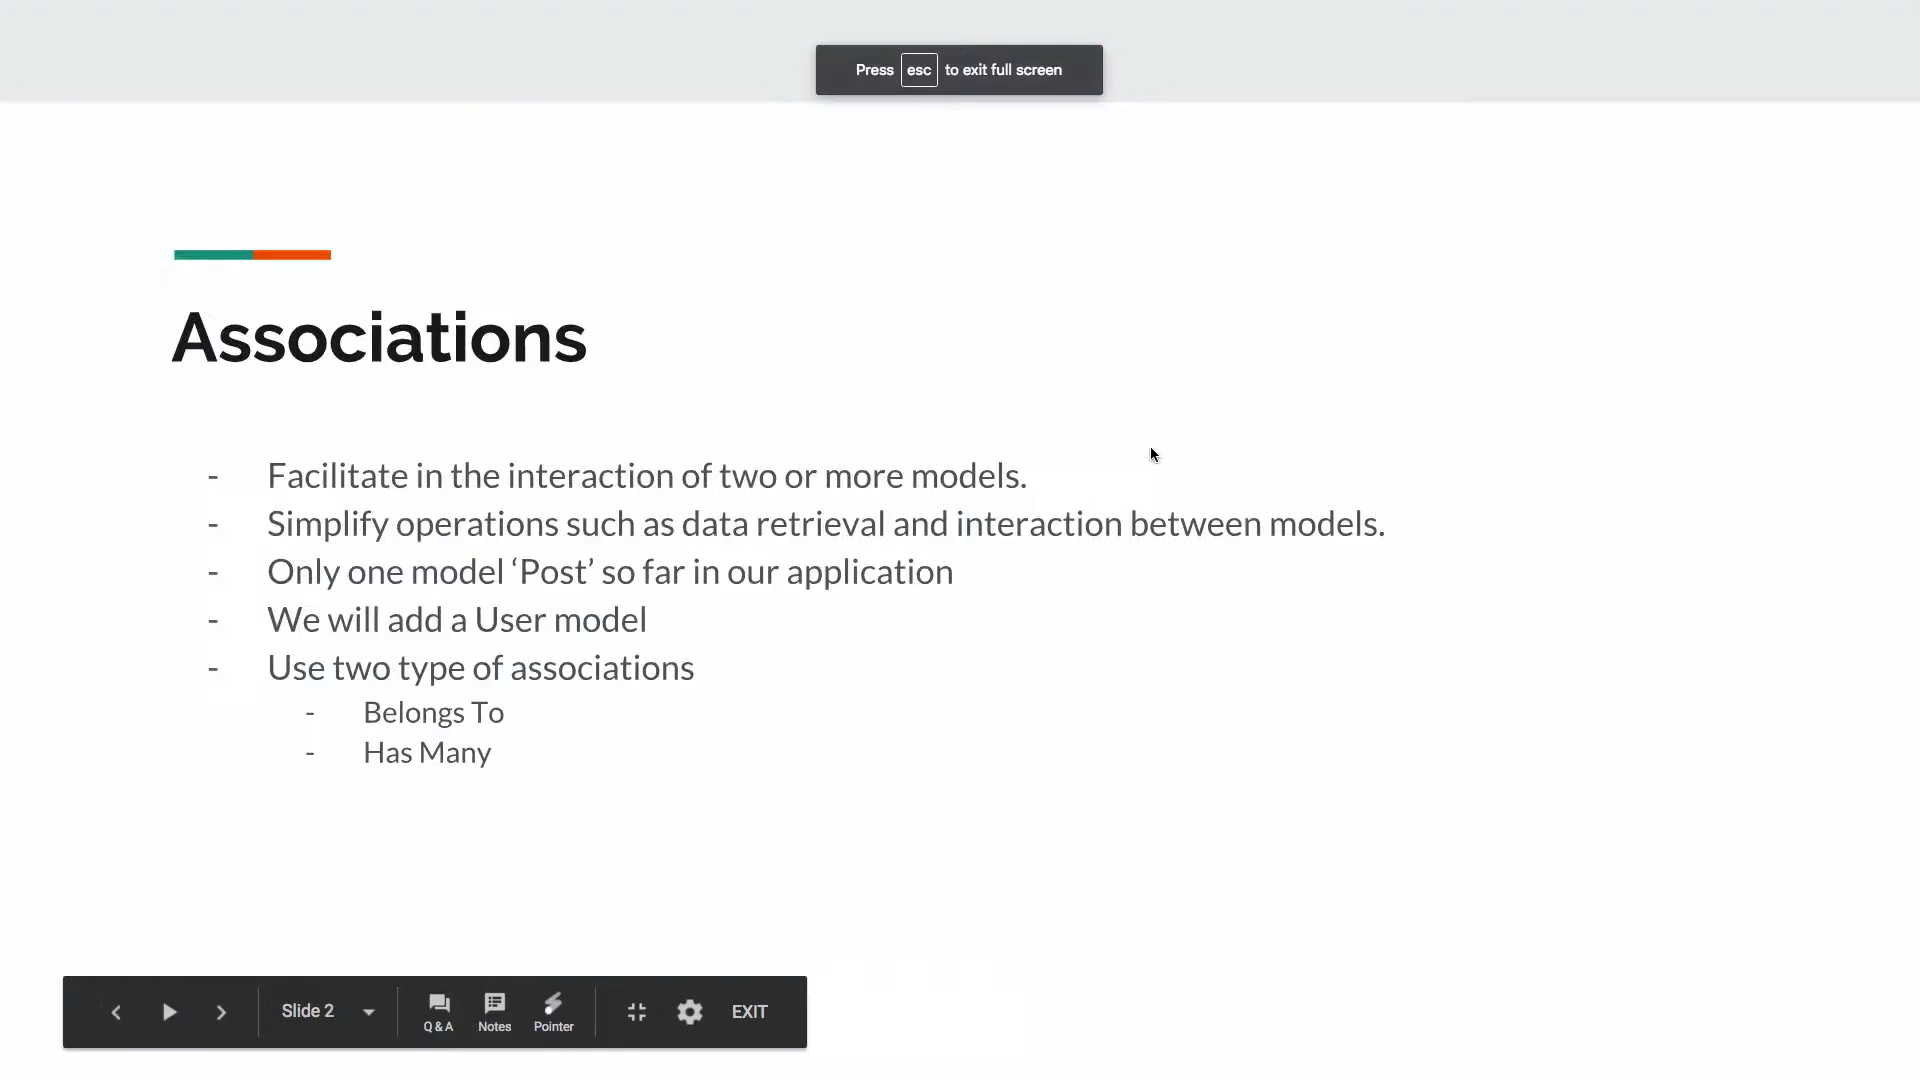 Press esc to exit full screen
Associations
- Facilitate in the interaction of two or more models.
- Simplify operations such as data retrieval and interaction between models.
- Only one model ‘Post’ so far in our application
- We will add a User model
- Use two type of associations
- Belongs To
- Has Many
Slide 2
Q & A
Notes
Pointer
EXIT